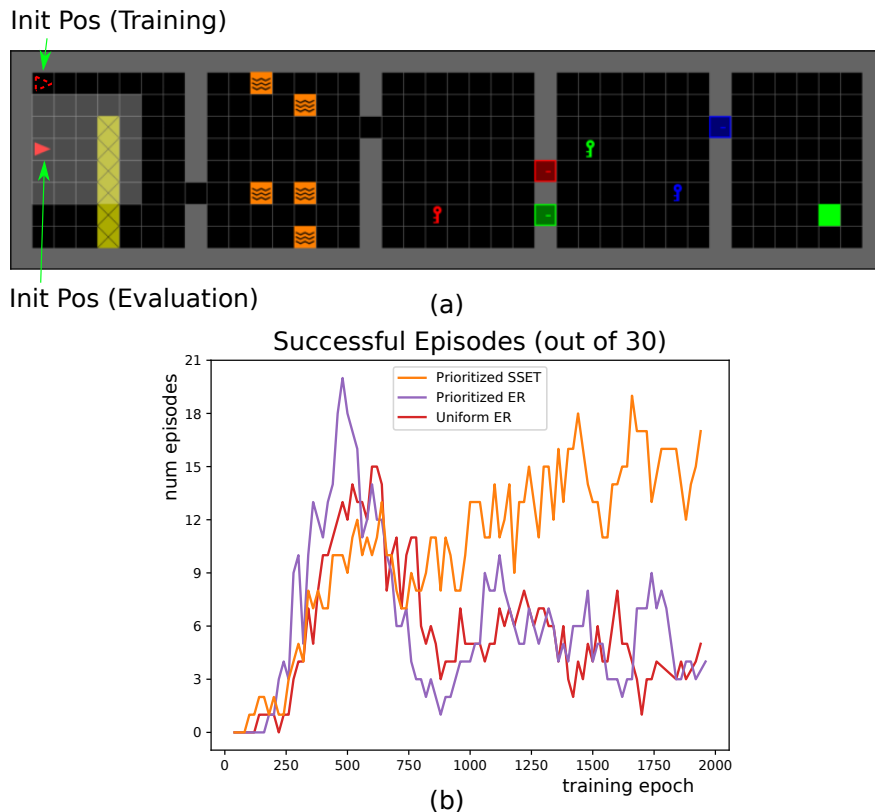 Init Pos (Training)
Init Pos (Evaluation)
(a)
Successful Episodes (out of 30)
21
18
15
12
9
6
3
0
num episodes
Prioritized SSET
Prioritized ER
Uniform ER
0 250 500 750 1000 1250 1500 1750 2000
training epoch
(b)